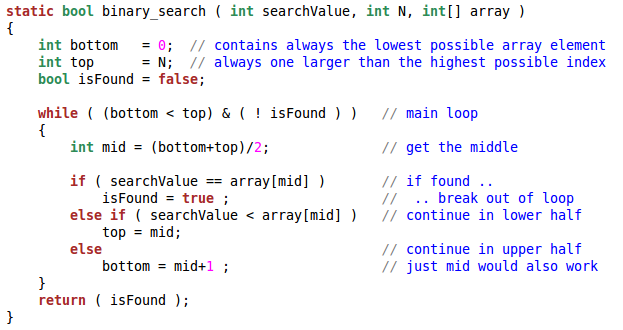 static bool binary_search ( int searchValue, int N, int[] array )
{
    int bottom   = 0;  // contains always the lowest possible array element
    int top      = N;  // always one larger than the highest possible index
    bool isFound = false;

    while ( (bottom < top) & ( ! isFound ) )   // main loop
    {
        int mid = (bottom+top)/2;              // get the middle

        if ( searchValue == array[mid] )       // if found ..
            isFound = true ;                   //  .. break out of loop
        else if ( searchValue < array[mid] )   // continue in lower half
            top = mid;
        else                                   // continue in upper half
            bottom = mid+1 ;                   // just mid would also work
    }
    return ( isFound );
}